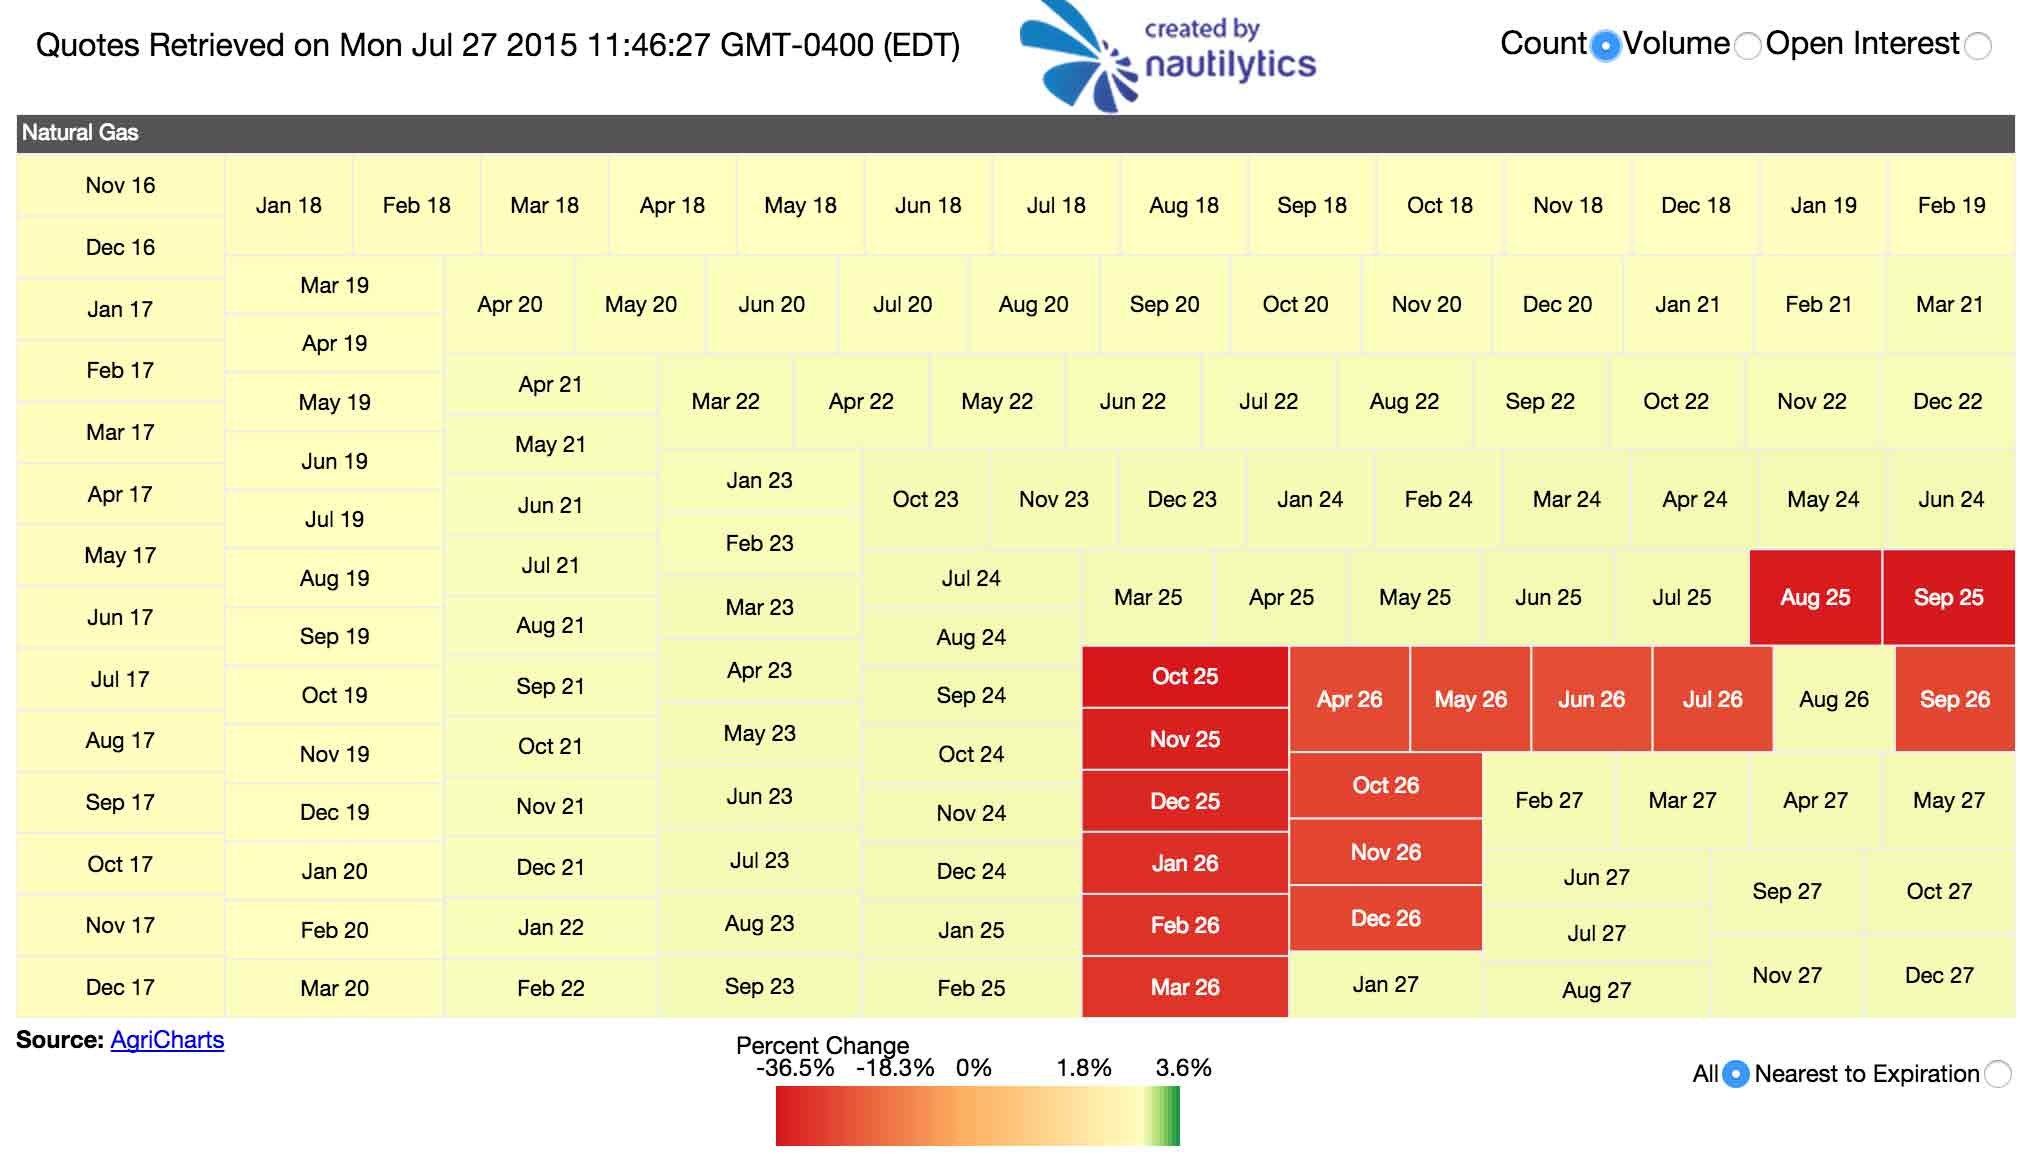 Quotes Retrieved on Mon Jul 27 2015 11:46:27 GMT-0400 (EDT)
created by
nautilytics
Count Volume Open Interest
Natural Gas
Nov 16
Dec 16
Jan 17
Feb 17
Mar 17
Apr 17
May 17
Jun 17
Jul 17
Aug 17
Sep 17
Oct 17
Nov 17
Dec 17
Jan 18 Feb 18 Mar 18 Apr 18 May 18 Jun 18 Jul 18 Aug 18 Sep 18 Oct 18 Nov 18 Dec 18 Jan 19 Feb 19
Mar 19
Apr 19
May 19
Jun 19
Jul 19
Aug 19
Sep 19
Oct 19
Nov 19
Dec 19
Jan 20
Feb 20
Mar 20
Apr 20 May 20 Jun 20 Jul 20 Aug 20 Sep 20 Oct 20 Nov 20 Dec 20 Jan 21 Feb 21 Mar 21
Apr 21
May 21
Jun 21
Jul 21
Aug 21
Sep 21
Oct 21
Nov 21
Dec 21
Jan 22
Feb 22
Mar 22 Apr 22 May 22 Jun 22 Jul 22 Aug 22 Sep 22 Oct 22 Nov 22 Dec 22
Jan 23
Feb 23
Mar 23
Apr 23
May 23
Jun 23
Jul 23
Aug 23
Sep 23
Oct 23 Nov 23 Dec 23 Jan 24 Feb 24 Mar 24 Apr 24 May 24 Jun 24
Jul 24
Aug 24
Sep 24
Oct 24
Nov 24
Dec 24
Jan 25
Feb 25
Mar 25 Apr 25 May 25 Jun 25 Jul 25 Aug 25 Sep 25
Oct 25
Nov 25
Dec 25
Jan 26
Feb 26
Mar 26
Apr 26 May 26 Jun 26 Jul 26 Aug 26 Sep 26
Oct 26
Nov 26
Dec 26
Jan 27
Feb 27 Mar 27 Apr 27 May 27
Jun 27
Jul 27
Aug 27
Sep 27 Oct 27
Nov 27 Dec 27
Source: AgriCharts
Percent Change
-36.5% -18.3% 0% 1.8% 3.6%
All Nearest to Expiration